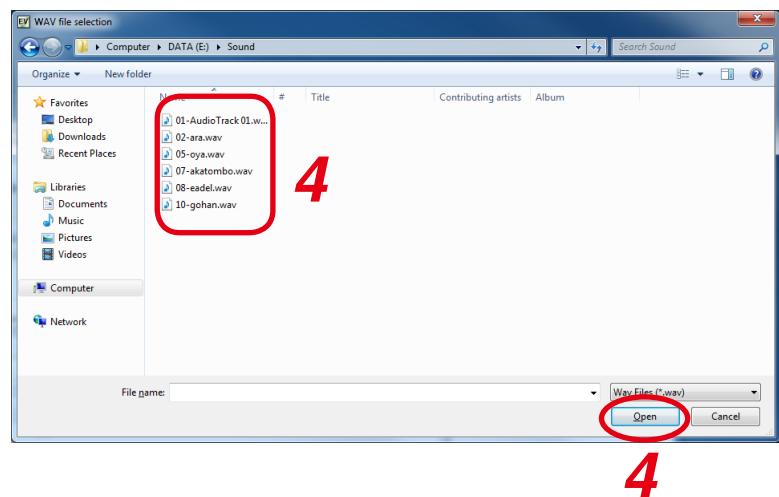 EV WAV file selection
Computer DATA (E:) Sound Search Sound
Organize New folder
Name # Title Contributing artists Album
Favorites
Desktop
Downloads
Recent Places
Libraries
Documents
Music
Pictures
Videos
Computer
Network
01-AudioTrack 01.w...
02-ara.wav
05-oya.wav
07-akatombo.wav
08-eadel.wav
10-gohan.wav
4
File name: Wav Files (*.wav)
Open Cancel
4